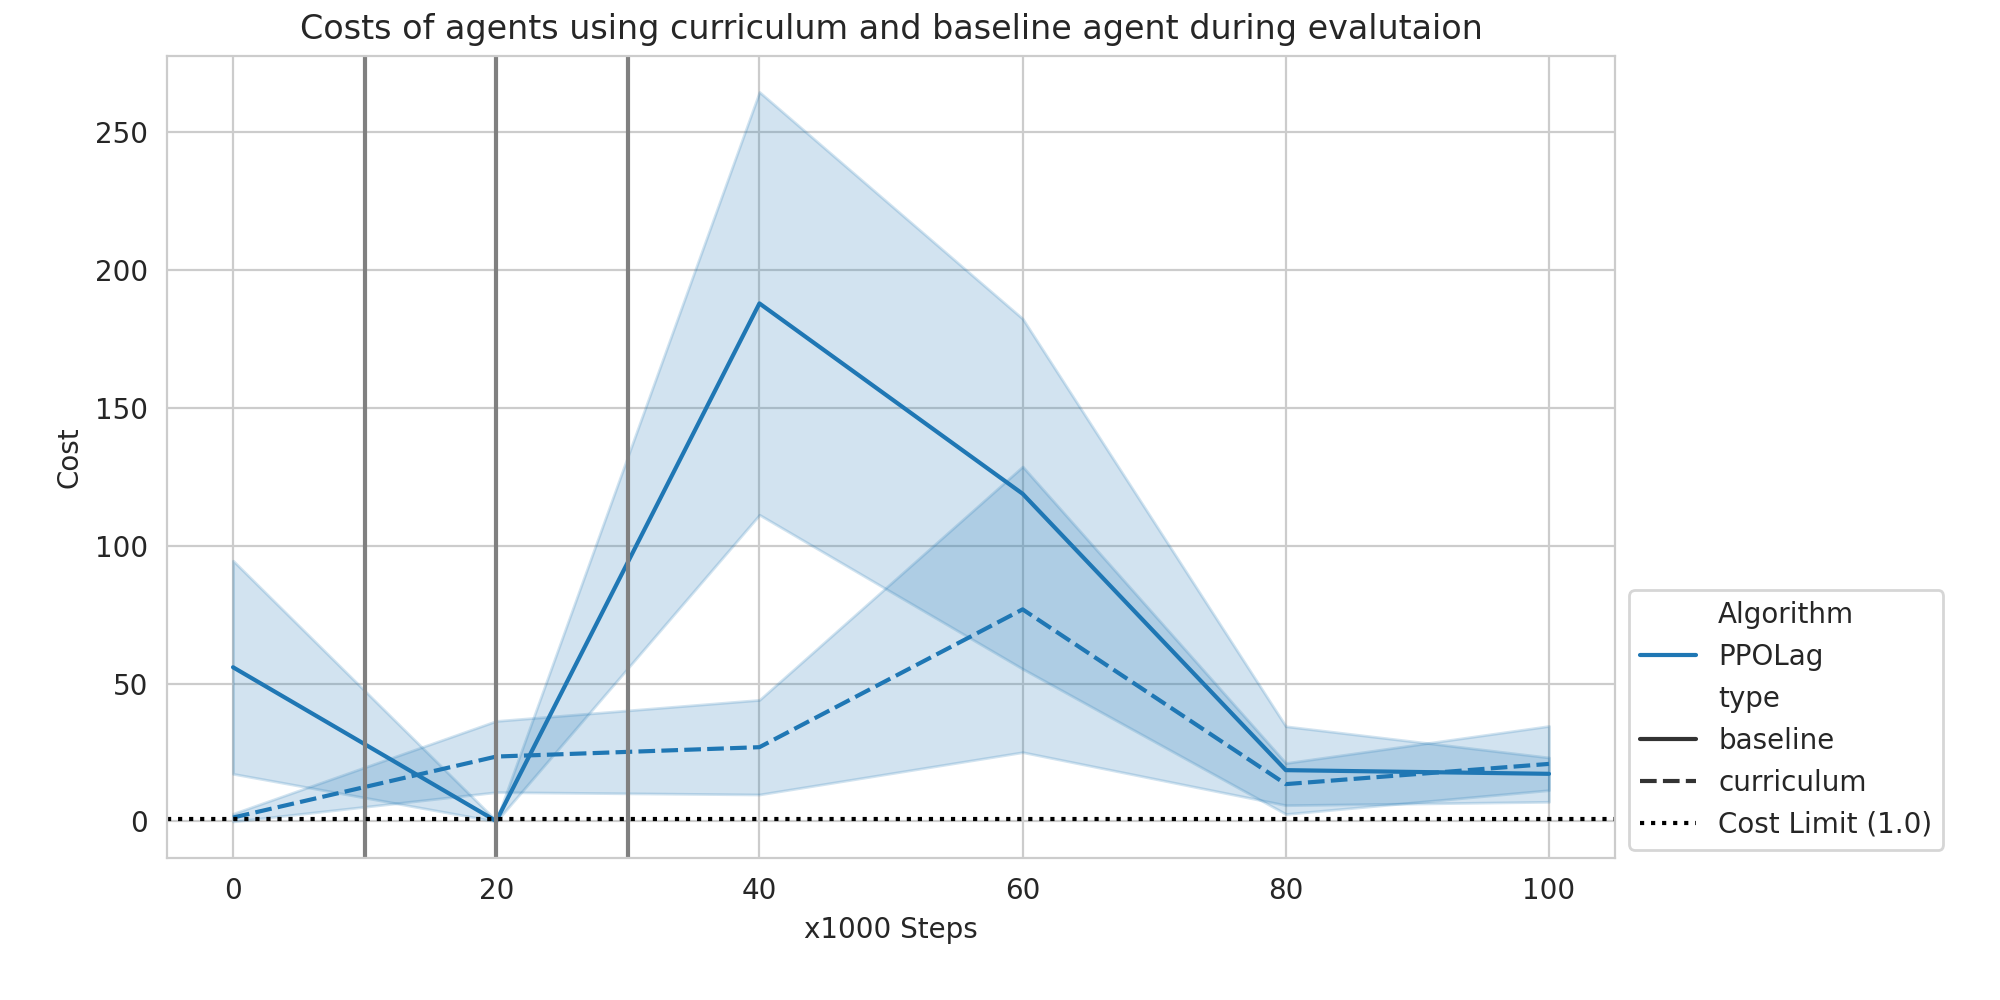 Costs of agents using curriculum and baseline agent during evalutaion
250
200
150
100
50
0
Cost
0 20 40 60 80 100
x1000 Steps
Algorithm
PPOLag
type
baseline
curriculum
Cost Limit (1.0)